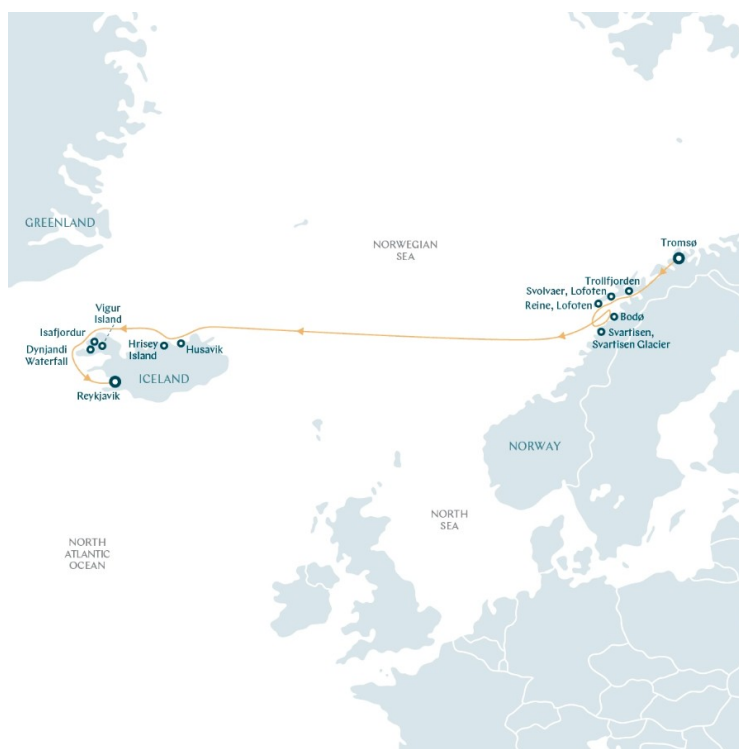 GREENLAND
NORWEGIAN
SEA
Tromsø
Trollfjorden
Svolvaer, Lofoten
Reine, Lofoten
Bodø
Svartisen,
Svartisen Glacier
Vigur
Island
Isafjordur
Dynjandi
Waterfall
Hrisey
Island
Husavik
ICELAND
Reykjavik
NORWAY
NORTH
SEA
NORTH
ATLANTIC
OCEAN